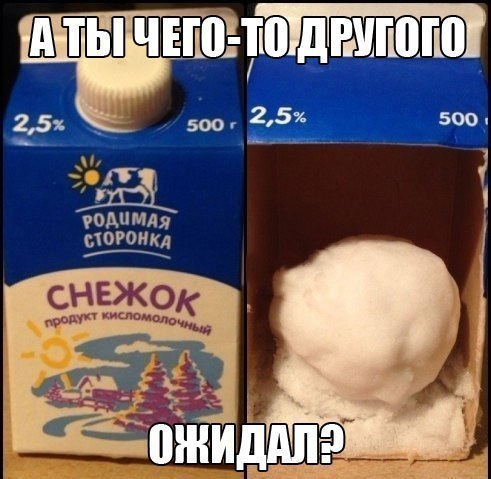 А ТЫ ЧЕГО-ТО ДРУГОГО
2,5%
500 г
РОДИМАЯ
СТОРОНКА
СНЕЖОК
ПРОДУКТ КИСЛОМОЛОЧНЫЙ
2,5%
500
ОЖИДАЛ?